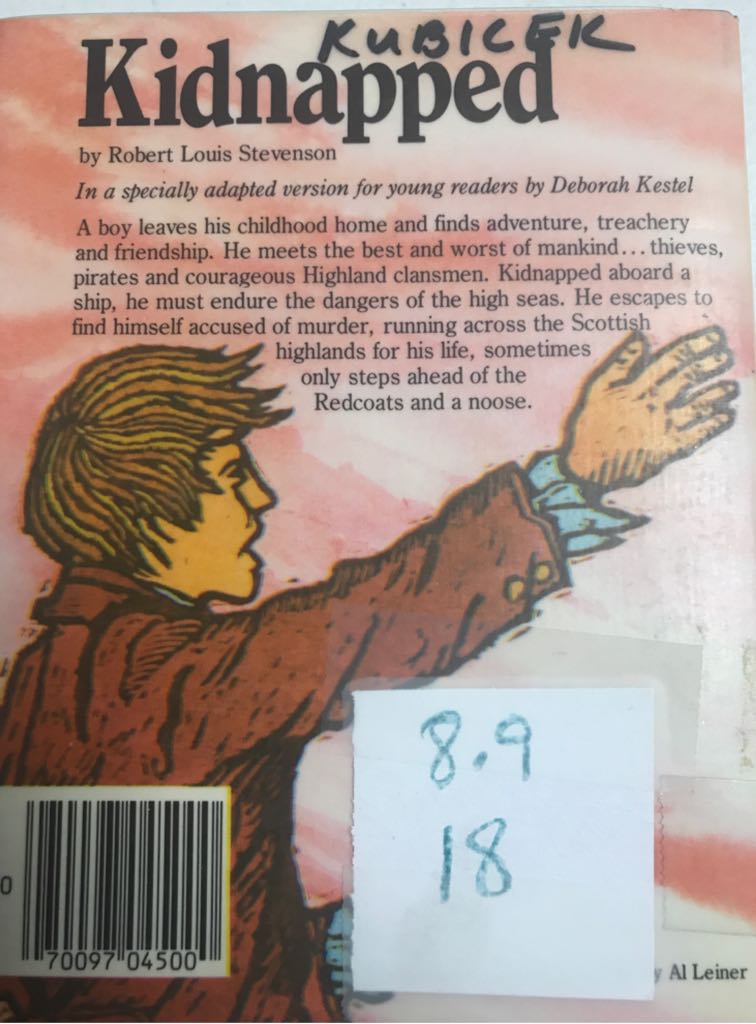 KUBICEK
Kidnapped
by Robert Louis Stevenson
In a specially adapted version for young readers by Deborah Kestel
A boy leaves his childhood home and finds adventure, treachery
and friendship. He meets the best and worst of mankind...thieves,
pirates and courageous Highland clansmen. Kidnapped aboard a
ship, he must endure the dangers of the high seas. He escapes to
find himself accused of murder, running across the Scottish
highlands for his life, sometimes
only steps ahead of the
Redcoats and a noose.
8.9
18
0
70097 04500
y Al Leiner